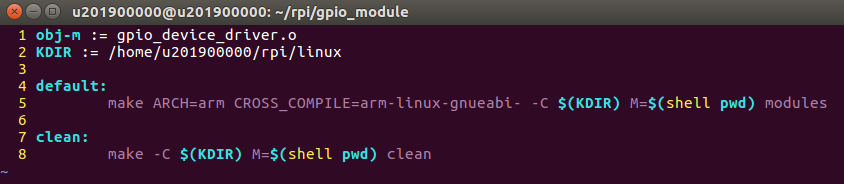 u201900000@u201900000: ~/rpi/gpio_module
1 obj-m := gpio_device_driver.o
2 KDIR := /home/u201900000/rpi/linux
3
4 default:
5         make ARCH=arm CROSS_COMPILE=arm-linux-gnueabi- -C $(KDIR) M=$(shell pwd) modules
6
7 clean:
8         make -C $(KDIR) M=$(shell pwd) clean
~